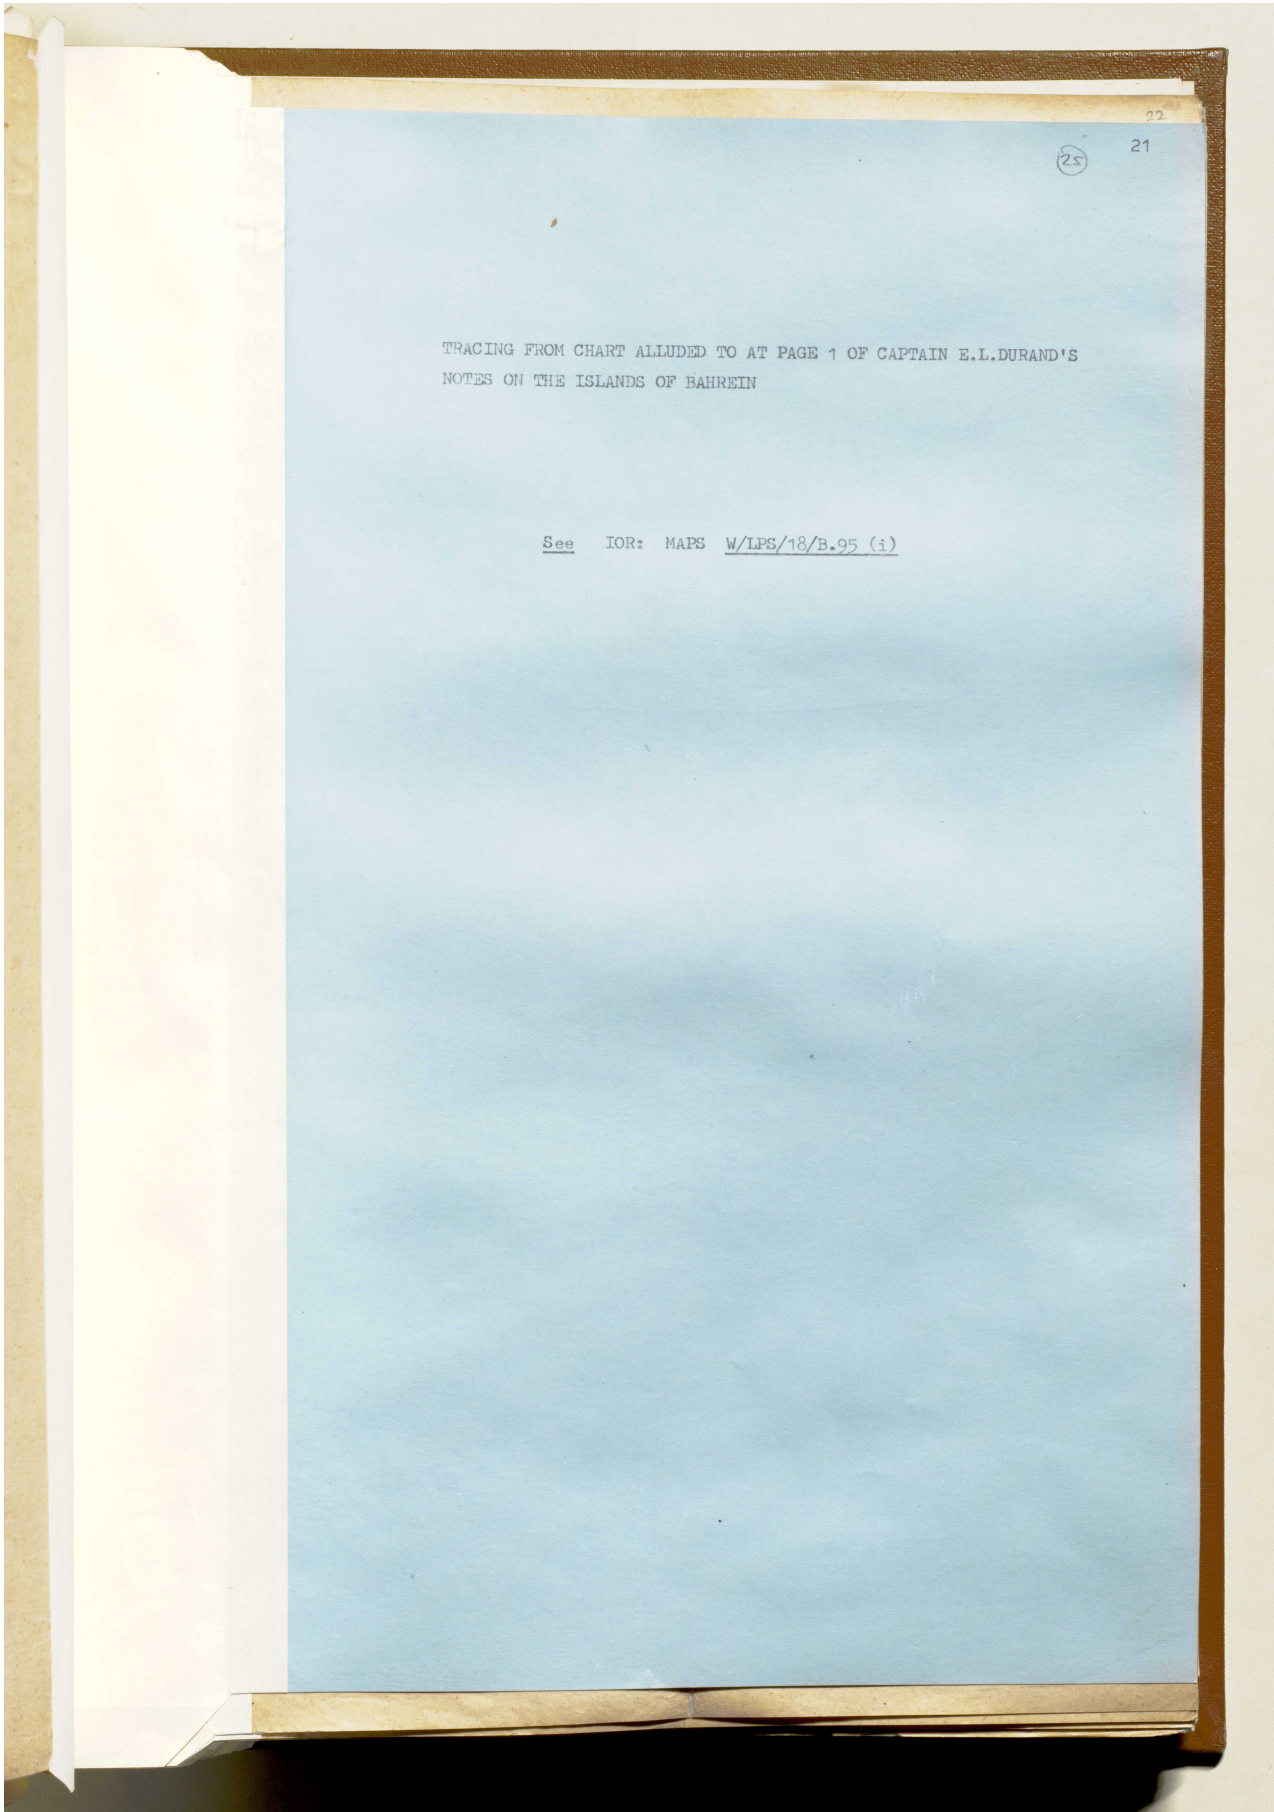 22
21
25
TRACING FROM CHART ALLUDED TO AT PAGE 1 OF CAPTAIN E.L.DURAND'S
NOTES ON THE ISLANDS OF BAHREIN
See IOR: MAPS W/LPS/18/B.95 (i)